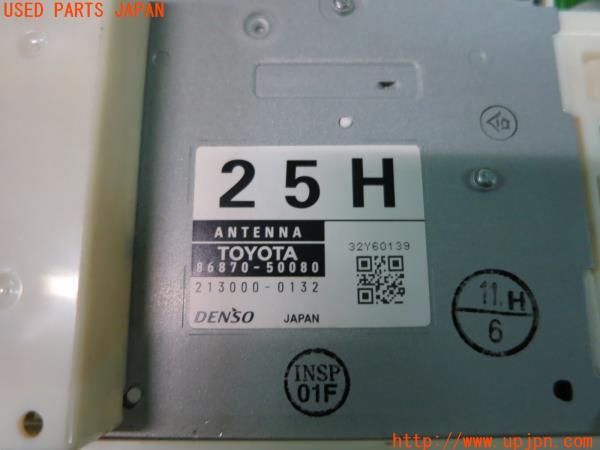 USED PARTS JAPAN
25H
ANTENNA
TOYOTA
86870-50080
32Y60139
213000-0132
DENSO JAPAN
11.H
6
INSP
01F
http://www.upjpn.com